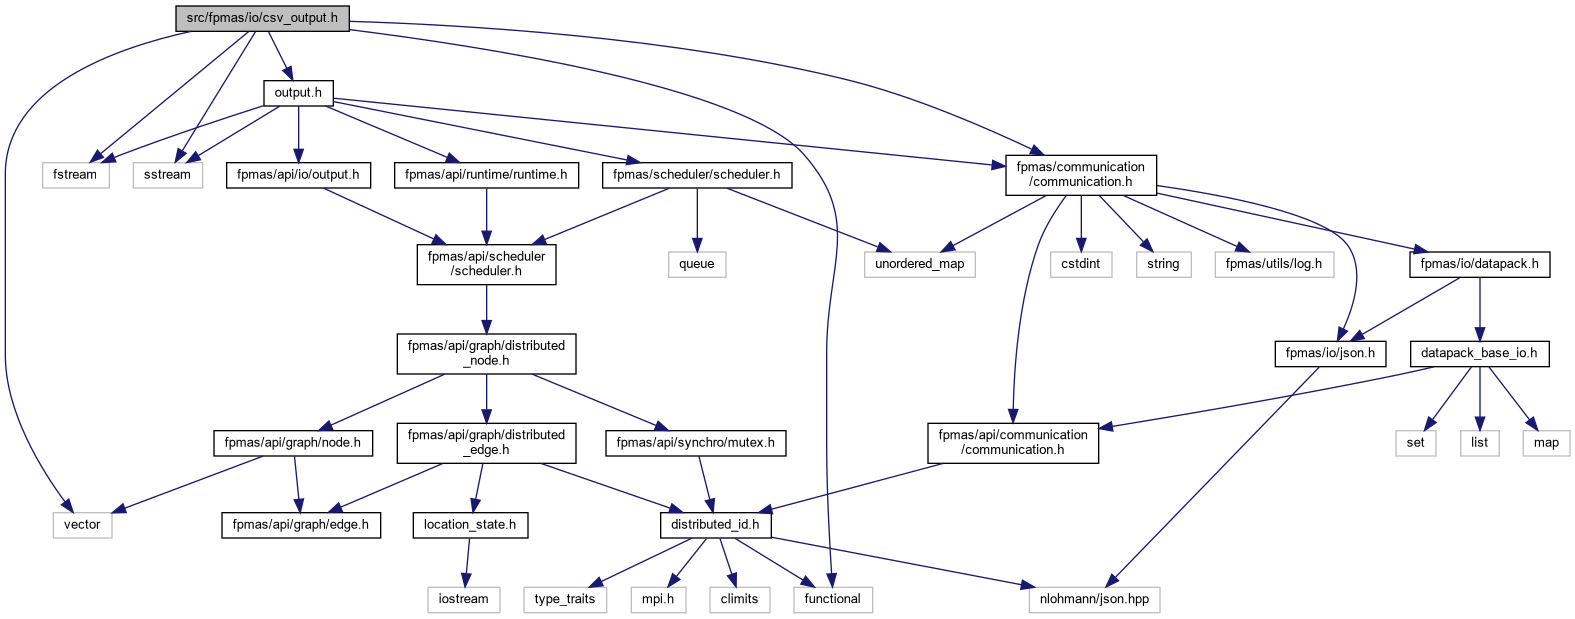 src/fpmas/io/csv_output.h
output.h
fstream
sstream
fpmas/api/io/output.h
fpmas/api/runtime/runtime.h
fpmas/scheduler/scheduler.h
fpmas/communication
/communication.h
fpmas/api/scheduler
/scheduler.h
queue
unordered_map
cstdint
string
fpmas/utils/log.h
fpmas/io/datapack.h
fpmas/api/graph/distributed
_node.h
fpmas/io/json.h
datapack_base_io.h
fpmas/api/graph/node.h
fpmas/api/graph/distributed
_edge.h
fpmas/api/synchro/mutex.h
fpmas/api/communication
/communication.h
set
list
map
vector
fpmas/api/graph/edge.h
location_state.h
distributed_id.h
iostream
type_traits
mpi.h
climits
functional
nlohmann/json.hpp